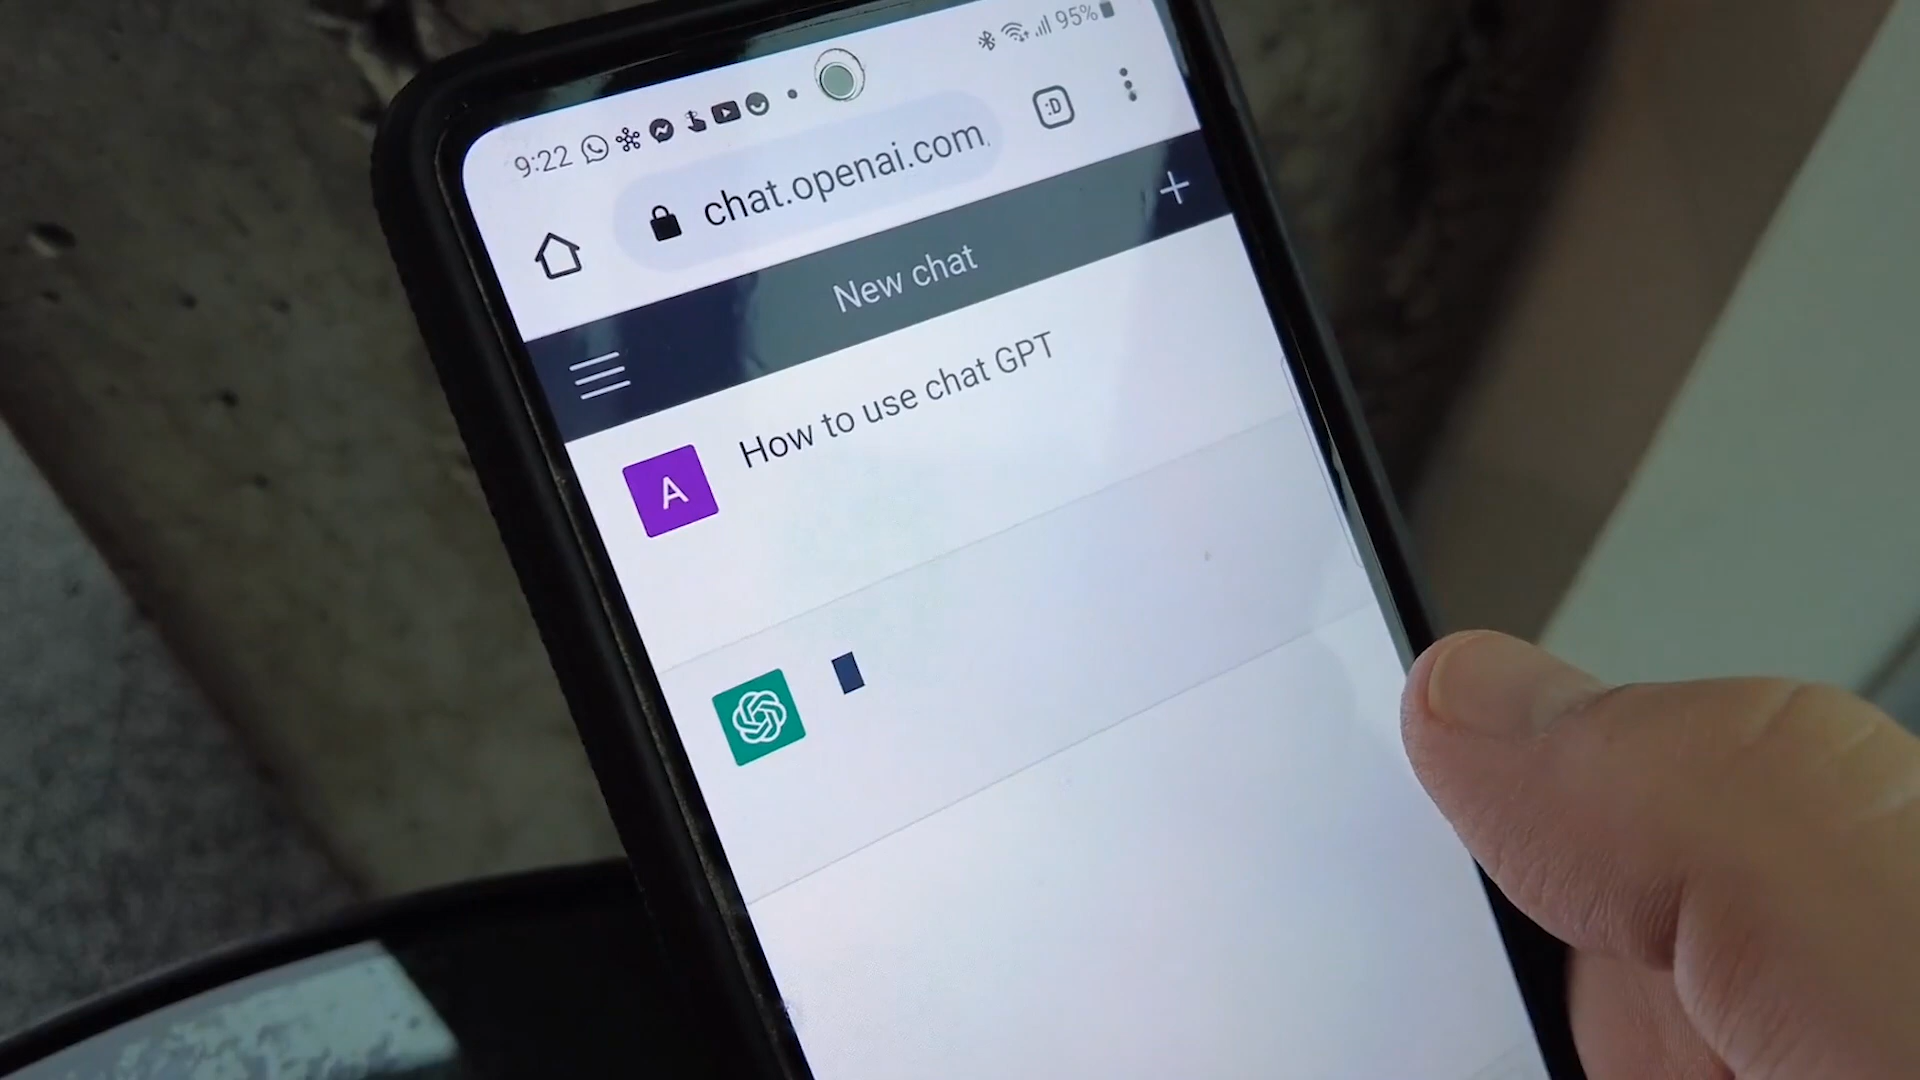 9:22 95%
chat.openai.com
:D
New chat
A How to use chat GPT